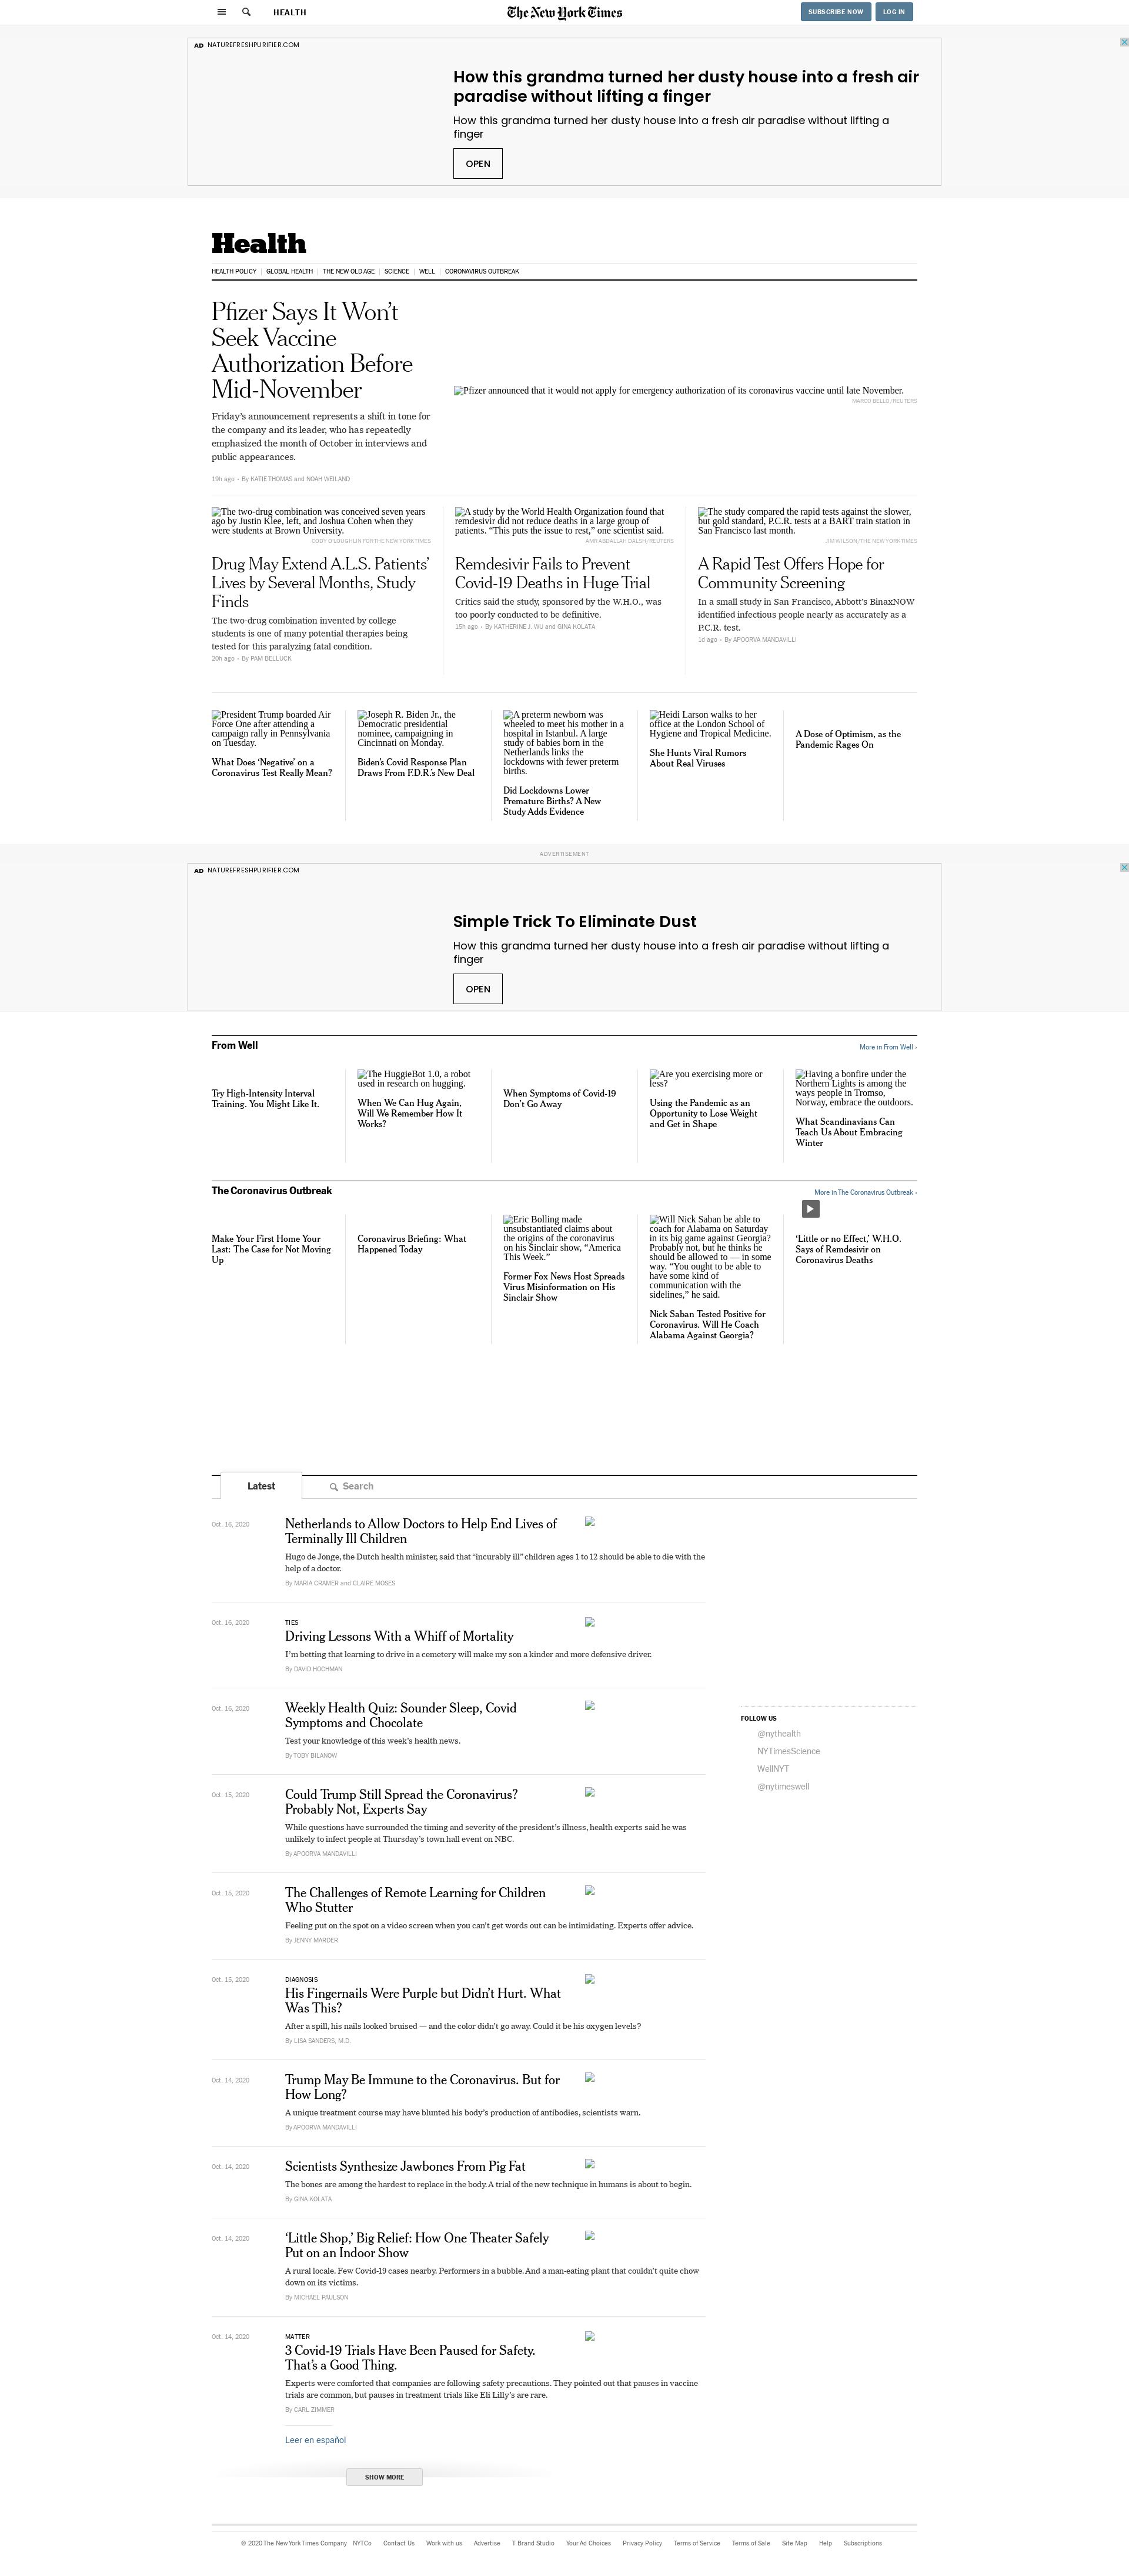 HEALTH
The New York Times
SUBSCRIBE NOW
LOG IN
AD NATUREFRESHPURIFIER.COM
How this grandma turned her dusty house into a fresh air
paradise without lifting a finger
How this grandma turned her dusty house into a fresh air paradise without lifting a
finger
OPEN
Health
HEALTH POLICY
GLOBAL HEALTH
THE NEW OLD AGE
SCIENCE
WELL
CORONAVIRUS OUTBREAK
Pfizer Says It Won’t
Seek Vaccine
Authorization Before
Mid-November
Friday’s announcement represents a shift in tone for
the company and its leader, who has repeatedly
emphasized the month of October in interviews and
public appearances.
19h ago - By KATIE THOMAS and NOAH WEILAND
Pfizer announced that it would not apply for emergency authorization of its coronavirus vaccine until late November.
MARCO BELLO/REUTERS
The two-drug combination was conceived seven years
ago by Justin Klee, left, and Joshua Cohen when they
were students at Brown University.
CODY O'LOUGHLIN FOR THE NEW YORK TIMES
Drug May Extend A.L.S. Patients’
Lives by Several Months, Study
Finds
The two-drug combination invented by college
students is one of many potential therapies being
tested for this paralyzing fatal condition.
20h ago - By PAM BELLUCK
A study by the World Health Organization found that
remdesivir did not reduce deaths in a large group of
patients. “This puts the issue to rest,” one scientist said.
AMR ABDALLAH DALSH/REUTERS
Remdesivir Fails to Prevent
Covid-19 Deaths in Huge Trial
Critics said the study, sponsored by the W.H.O., was
too poorly conducted to be definitive.
15h ago - By KATHERINE J. WU and GINA KOLATA
The study compared the rapid tests against the slower,
but gold standard, P.C.R. tests at a BART train station in
San Francisco last month.
JIM WILSON/THE NEW YORK TIMES
A Rapid Test Offers Hope for
Community Screening
In a small study in San Francisco, Abbott’s BinaxNOW
identified infectious people nearly as accurately as a
P.C.R. test.
1d ago - By APOORVA MANDAVILLI
President Trump boarded Air
Force One after attending a
campaign rally in Pennsylvania
on Tuesday.
What Does ‘Negative’ on a
Coronavirus Test Really Mean?
Joseph R. Biden Jr., the
Democratic presidential
nominee, campaigning in
Cincinnati on Monday.
Biden’s Covid Response Plan
Draws From F.D.R.’s New Deal
A preterm newborn was
wheeled to meet his mother in a
hospital in Istanbul. A large
study of babies born in the
Netherlands links the
lockdowns with fewer preterm
births.
Did Lockdowns Lower
Premature Births? A New
Study Adds Evidence
Heidi Larson walks to her
office at the London School of
Hygiene and Tropical Medicine.
She Hunts Viral Rumors
About Real Viruses
A Dose of Optimism, as the
Pandemic Rages On
ADVERTISEMENT
AD NATUREFRESHPURIFIER.COM
Simple Trick To Eliminate Dust
How this grandma turned her dusty house into a fresh air paradise without lifting a
finger
OPEN
From Well
More in From Well ›
Try High-Intensity Interval
Training. You Might Like It.
The HuggieBot 1.0, a robot
used in research on hugging.
When We Can Hug Again,
Will We Remember How It
Works?
When Symptoms of Covid-19
Don’t Go Away
Are you exercising more or
less?
Using the Pandemic as an
Opportunity to Lose Weight
and Get in Shape
Having a bonfire under the
Northern Lights is among the
ways people in Tromso,
Norway, embrace the outdoors.
What Scandinavians Can
Teach Us About Embracing
Winter
The Coronavirus Outbreak
More in The Coronavirus Outbreak ›
Make Your First Home Your
Last: The Case for Not Moving
Up
Coronavirus Briefing: What
Happened Today
Eric Bolling made
unsubstantiated claims about
the origins of the coronavirus
on his Sinclair show, “America
This Week.”
Former Fox News Host Spreads
Virus Misinformation on His
Sinclair Show
Will Nick Saban be able to
coach for Alabama on Saturday
in its big game against Georgia?
Probably not, but he thinks he
should be allowed to — in some
way. “You ought to be able to
have some kind of
communication with the
sidelines,” he said.
Nick Saban Tested Positive for
Coronavirus. Will He Coach
Alabama Against Georgia?
‘Little or no Effect,’ W.H.O.
Says of Remdesivir on
Coronavirus Deaths
Latest
Search
Oct. 16, 2020
Netherlands to Allow Doctors to Help End Lives of
Terminally Ill Children
Hugo de Jonge, the Dutch health minister, said that “incurably ill” children ages 1 to 12 should be able to die with the
help of a doctor.
By MARIA CRAMER and CLAIRE MOSES
Oct. 16, 2020
TIES
Driving Lessons With a Whiff of Mortality
I’m betting that learning to drive in a cemetery will make my son a kinder and more defensive driver.
By DAVID HOCHMAN
Oct. 16, 2020
Weekly Health Quiz: Sounder Sleep, Covid
Symptoms and Chocolate
Test your knowledge of this week’s health news.
By TOBY BILANOW
FOLLOW US
@nythealth
NYTimesScience
WellNYT
@nytimeswell
Oct. 15, 2020
Could Trump Still Spread the Coronavirus?
Probably Not, Experts Say
While questions have surrounded the timing and severity of the president’s illness, health experts said he was
unlikely to infect people at Thursday’s town hall event on NBC.
By APOORVA MANDAVILLI
Oct. 15, 2020
The Challenges of Remote Learning for Children
Who Stutter
Feeling put on the spot on a video screen when you can’t get words out can be intimidating. Experts offer advice.
By JENNY MARDER
Oct. 15, 2020
DIAGNOSIS
His Fingernails Were Purple but Didn’t Hurt. What
Was This?
After a spill, his nails looked bruised — and the color didn’t go away. Could it be his oxygen levels?
By LISA SANDERS, M.D.
Oct. 14, 2020
Trump May Be Immune to the Coronavirus. But for
How Long?
A unique treatment course may have blunted his body’s production of antibodies, scientists warn.
By APOORVA MANDAVILLI
Oct. 14, 2020
Scientists Synthesize Jawbones From Pig Fat
The bones are among the hardest to replace in the body. A trial of the new technique in humans is about to begin.
By GINA KOLATA
Oct. 14, 2020
‘Little Shop,’ Big Relief: How One Theater Safely
Put on an Indoor Show
A rural locale. Few Covid-19 cases nearby. Performers in a bubble. And a man-eating plant that couldn’t quite chow
down on its victims.
By MICHAEL PAULSON
Oct. 14, 2020
MATTER
3 Covid-19 Trials Have Been Paused for Safety.
That’s a Good Thing.
Experts were comforted that companies are following safety precautions. They pointed out that pauses in vaccine
trials are common, but pauses in treatment trials like Eli Lilly’s are rare.
By CARL ZIMMER
Leer en español
SHOW MORE
© 2020 The New York Times Company
NYTCo
Contact Us
Work with us
Advertise
T Brand Studio
Your Ad Choices
Privacy Policy
Terms of Service
Terms of Sale
Site Map
Help
Subscriptions